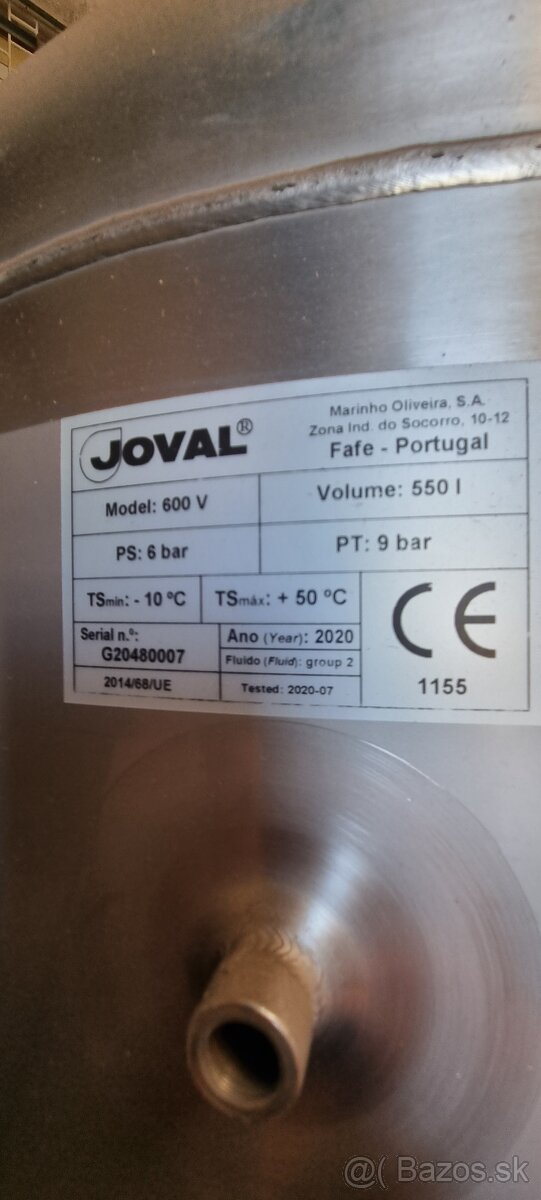 JOVAL®
Marinho Oliveira, S.A.
Zona Ind. do Socorro, 10-12
Fafe - Portugal
Model: 600 V
Volume: 550 l
PS: 6 bar
PT: 9 bar
TSmin: - 10 ºC
TSmáx: + 50 ºC
CE
1155
Serial n.º:
G20480007
Ano (Year): 2020
Fluido (Fluid): group 2
2014/68/UE
Tested: 2020-07
@( Bazos.sk